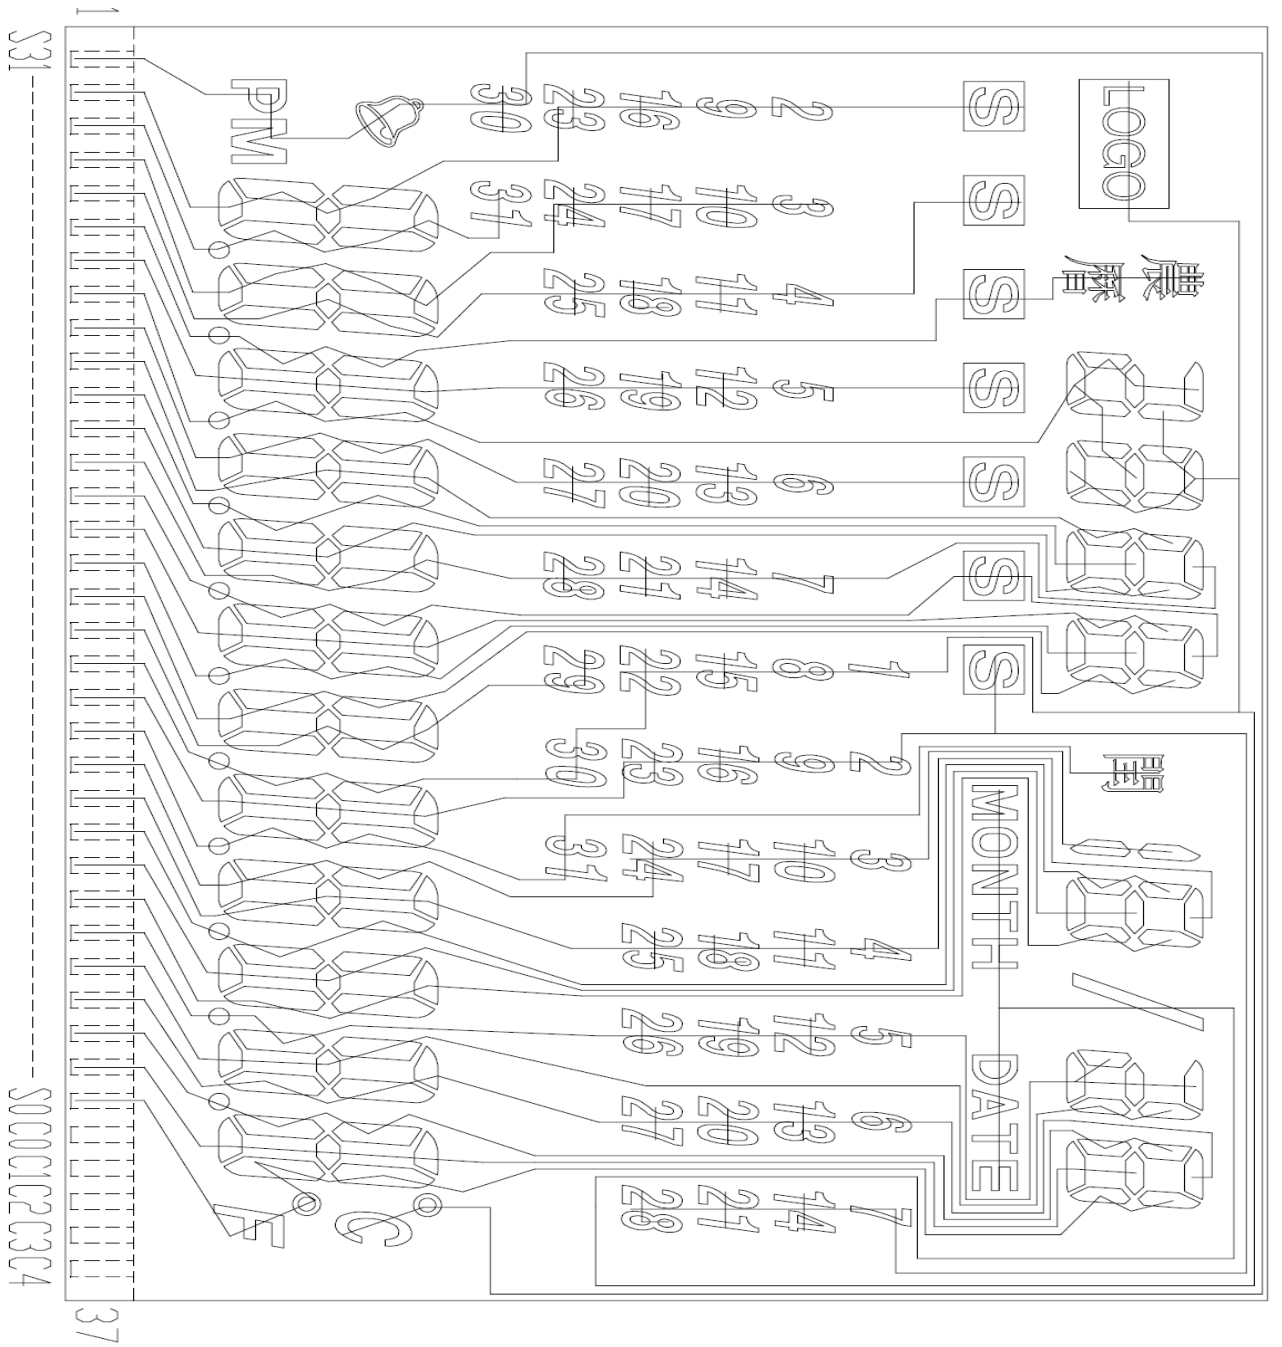 LOGO 農曆 閏 /
S S S S S S S MONTH DATE
1 2 3 4 5 6 7
2 3 4 5 6 7 8 9 10 11 12 13 14
9 10 11 12 13 14 15 16 17 18 19 20 21
16 17 18 19 20 21 22 23 24 25 26 27 28
23 24 25 26 27 28 29 30 31
30 31
°C
PM °F
1 37
S31 S0C0C1C2C3C4